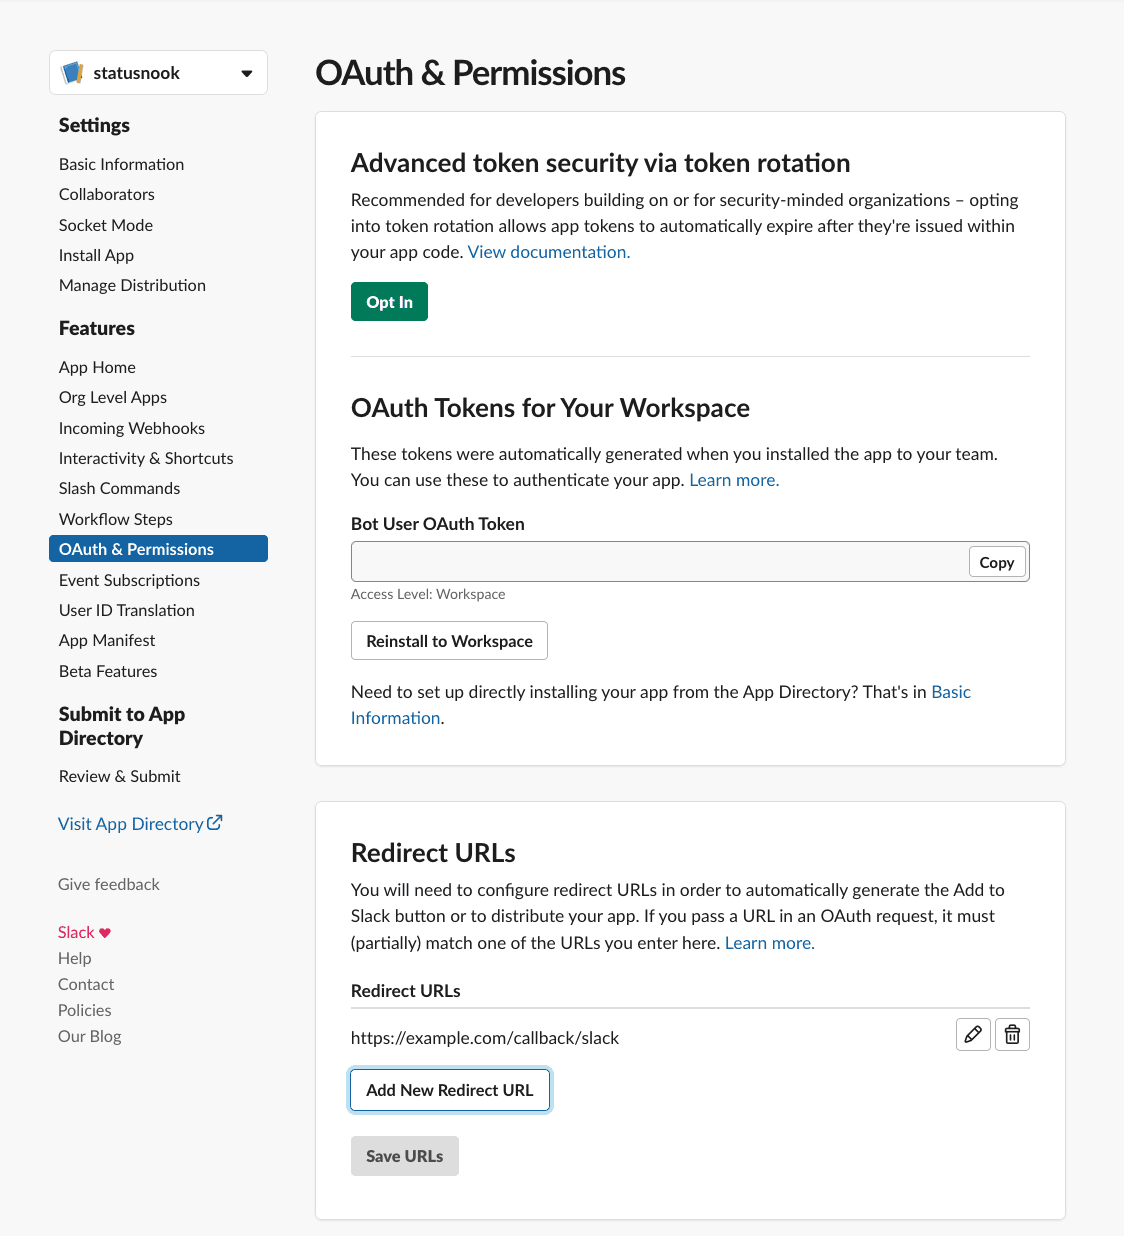 statusnook
Settings
Basic Information
Collaborators
Socket Mode
Install App
Manage Distribution
Features
App Home
Org Level Apps
Incoming Webhooks
Interactivity & Shortcuts
Slash Commands
Workflow Steps
OAuth & Permissions
Event Subscriptions
User ID Translation
App Manifest
Beta Features
Submit to App
Directory
Review & Submit
Visit App Directory
Give feedback
Slack
Help
Contact
Policies
Our Blog
OAuth & Permissions
Advanced token security via token rotation
Recommended for developers building on or for security-minded organizations – opting
into token rotation allows app tokens to automatically expire after they're issued within
your app code. View documentation.
Opt In
OAuth Tokens for Your Workspace
These tokens were automatically generated when you installed the app to your team.
You can use these to authenticate your app. Learn more.
Bot User OAuth Token
Copy
Access Level: Workspace
Reinstall to Workspace
Need to set up directly installing your app from the App Directory? That's in Basic
Information.
Redirect URLs
You will need to configure redirect URLs in order to automatically generate the Add to
Slack button or to distribute your app. If you pass a URL in an OAuth request, it must
(partially) match one of the URLs you enter here. Learn more.
Redirect URLs
https://example.com/callback/slack
Add New Redirect URL
Save URLs